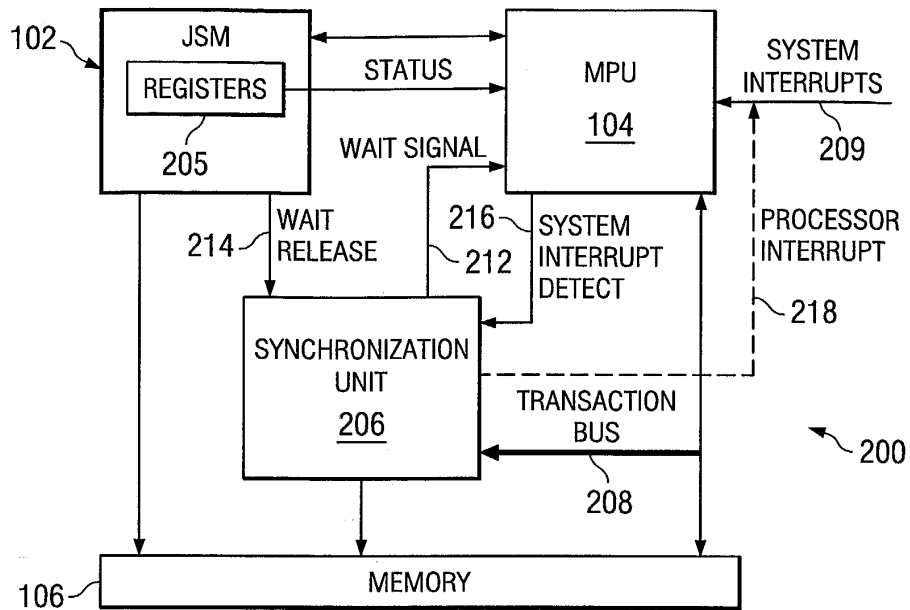 102
JSM
REGISTERS
205
STATUS
MPU
104
SYSTEM
INTERRUPTS
209
WAIT SIGNAL
214
WAIT
RELEASE
212
216
SYSTEM
INTERRUPT
DETECT
PROCESSOR
INTERRUPT
218
SYNCHRONIZATION
UNIT
206
TRANSACTION
BUS
208
200
106
MEMORY